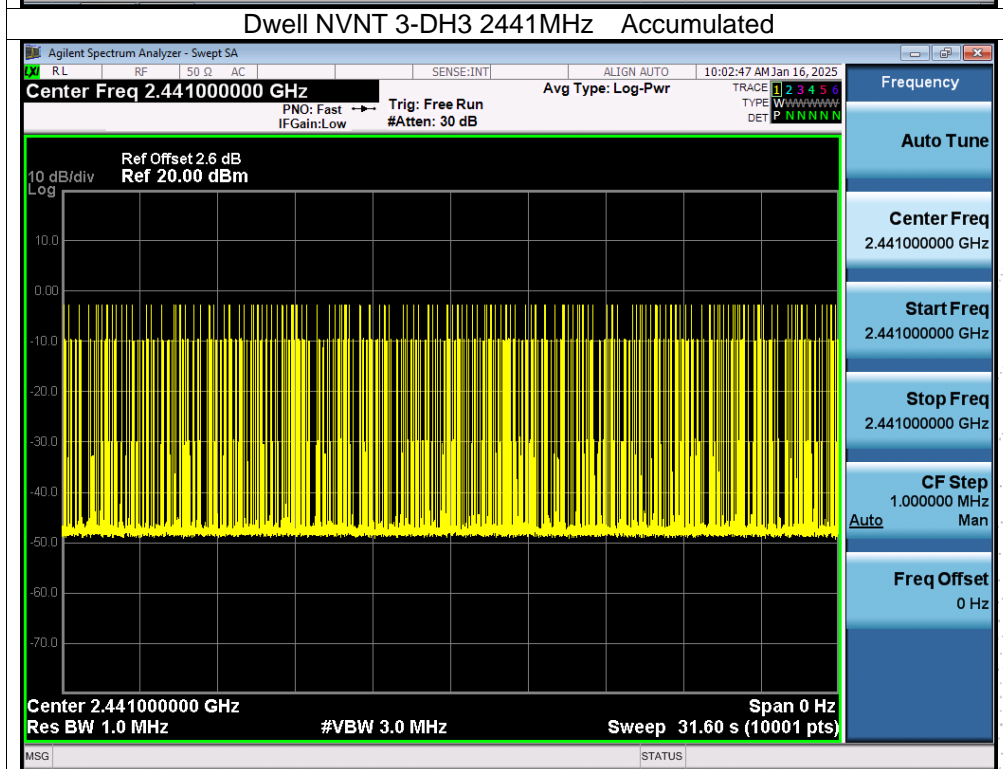 Dwell NVNT 3-DH3 2441MHz Accumulated
Agilent Spectrum Analyzer - Swept SA
LXI RL RF 50 Ω AC SENSE:INT ALIGN AUTO 10:02:47 AM Jan 16, 2025
Center Freq 2.441000000 GHz Avg Type: Log-Pwr TRACE 1 2 3 4 5 6
PNO: Fast Trig: Free Run TYPE WWWWWW
IFGain:Low #Atten: 30 dB DET P N N N N N
Frequency
Auto Tune
Ref Offset 2.6 dB
10 dB/div Ref 20.00 dBm
Log
10.0
0.00
-10.0
-20.0
-30.0
-40.0
-50.0
-60.0
-70.0
Center Freq
2.441000000 GHz
Start Freq
2.441000000 GHz
Stop Freq
2.441000000 GHz
CF Step
1.000000 MHz
Auto Man
Freq Offset
0 Hz
Center 2.441000000 GHz Span 0 Hz
Res BW 1.0 MHz #VBW 3.0 MHz Sweep 31.60 s (10001 pts)
MSG STATUS